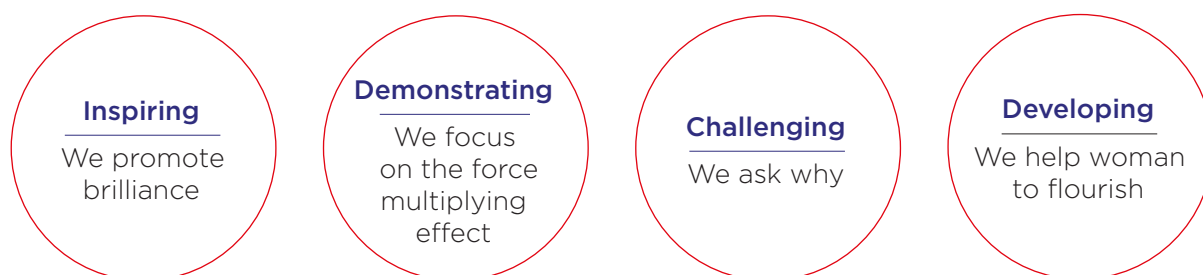 Inspiring
We promote
brilliance
Demonstrating
We focus
on the force
multiplying
effect
Challenging
We ask why
Developing
We help woman
to flourish